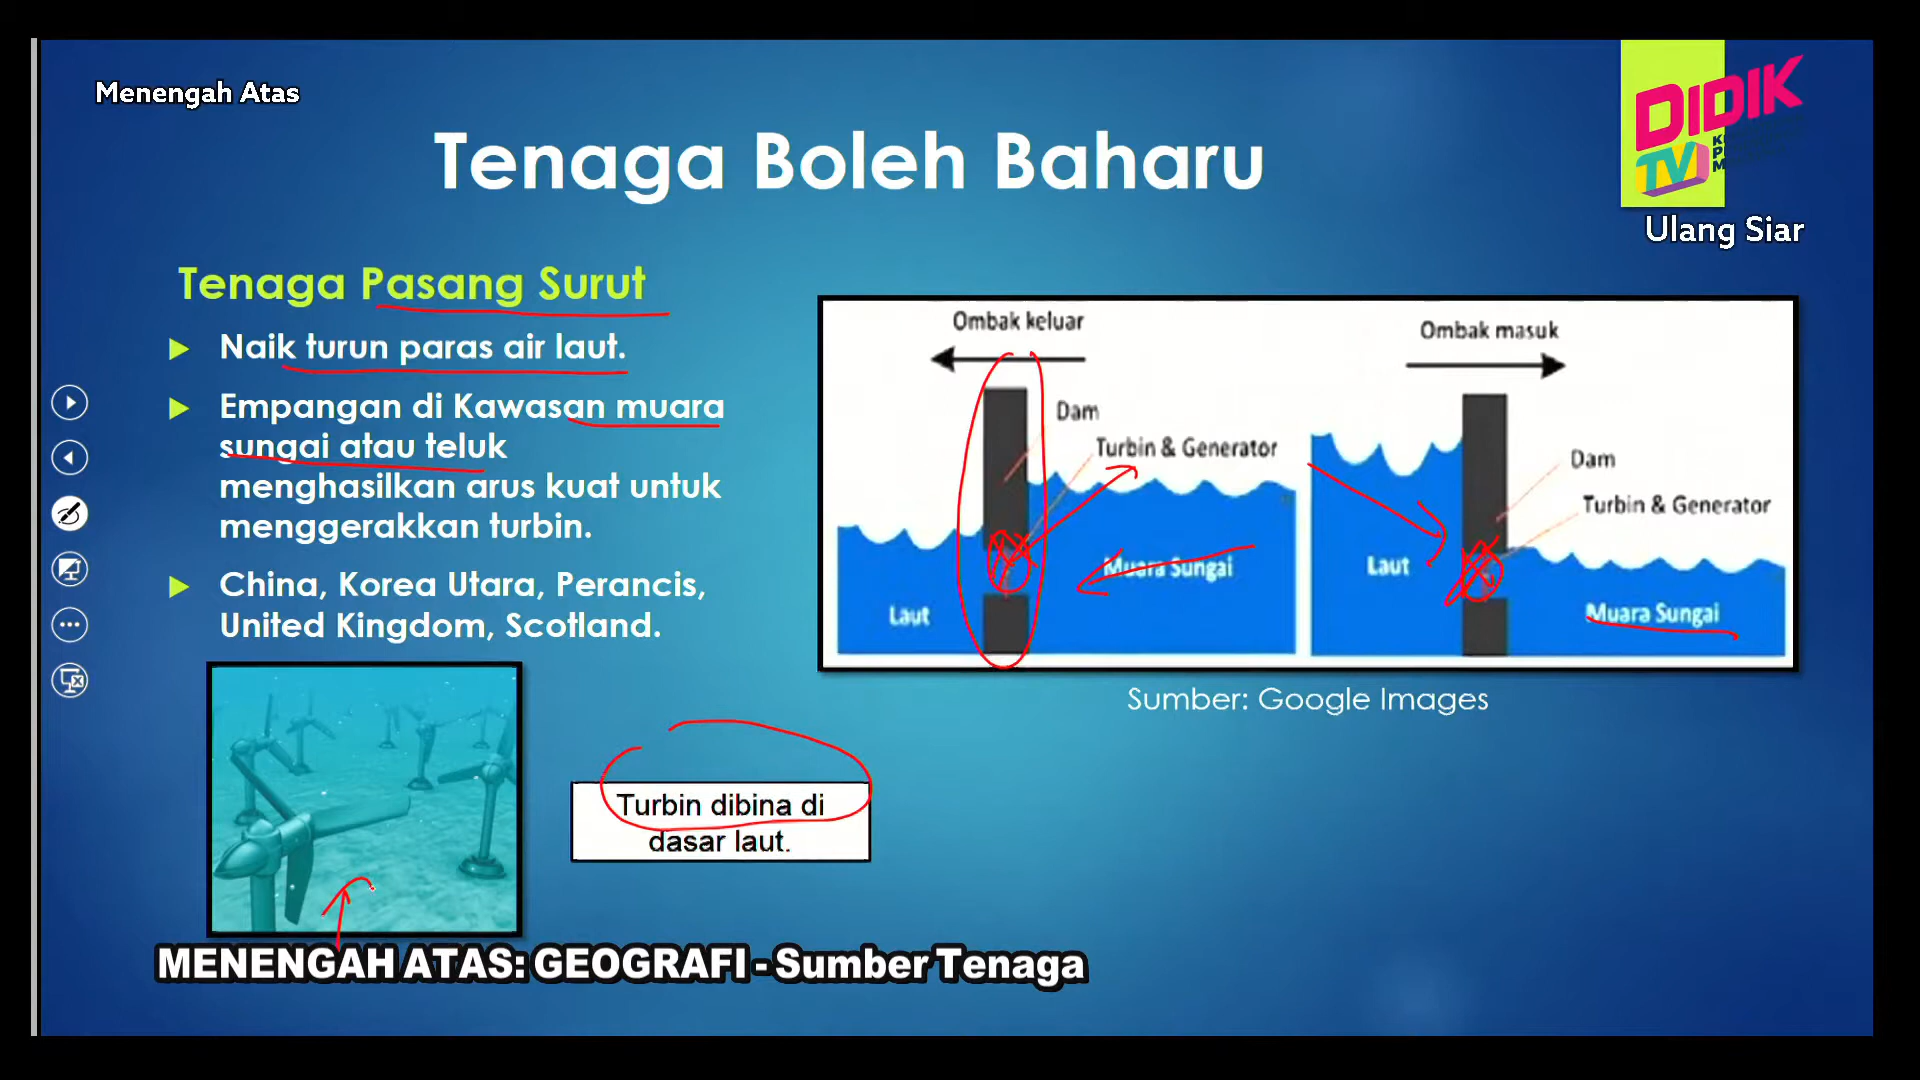 Menengah Atas
DIDIK
TV
Ulang Siar
Tenaga Boleh Baharu
Tenaga Pasang Surut
Naik turun paras air laut.
Empangan di Kawasan muara
sungai atau teluk
menghasilkan arus kuat untuk
menggerakkan turbin.
China, Korea Utara, Perancis,
United Kingdom, Scotland.
Ombak keluar
Dam
Turbin & Generator
Muara Sungai
Laut
Ombak masuk
Dam
Turbin & Generator
Laut
Muara Sungai
Sumber: Google Images
Turbin dibina di
dasar laut.
MENENGAH ATAS: GEOGRAFI - Sumber Tenaga